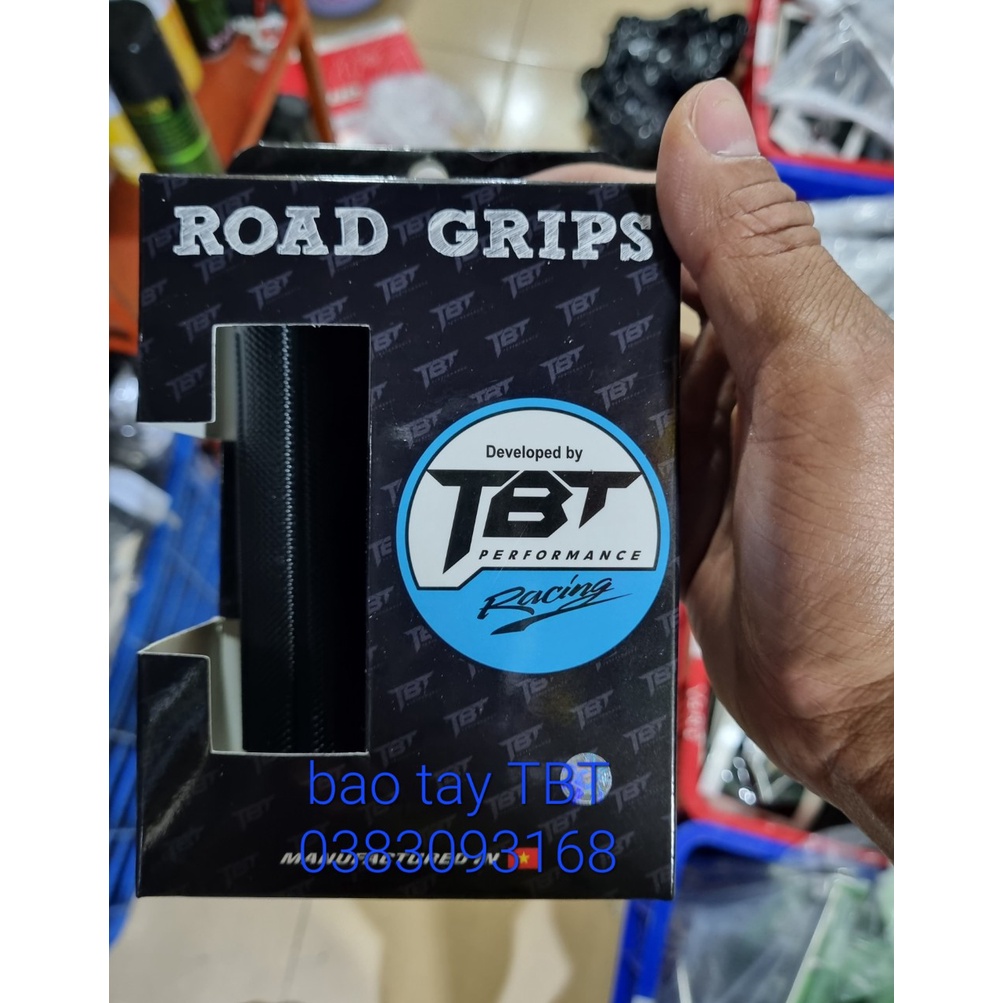 ROAD GRIPS
Developed by
TBT
PERFORMANCE
Racing
bao tay TBT
MANUFACTURED IN
0383093168